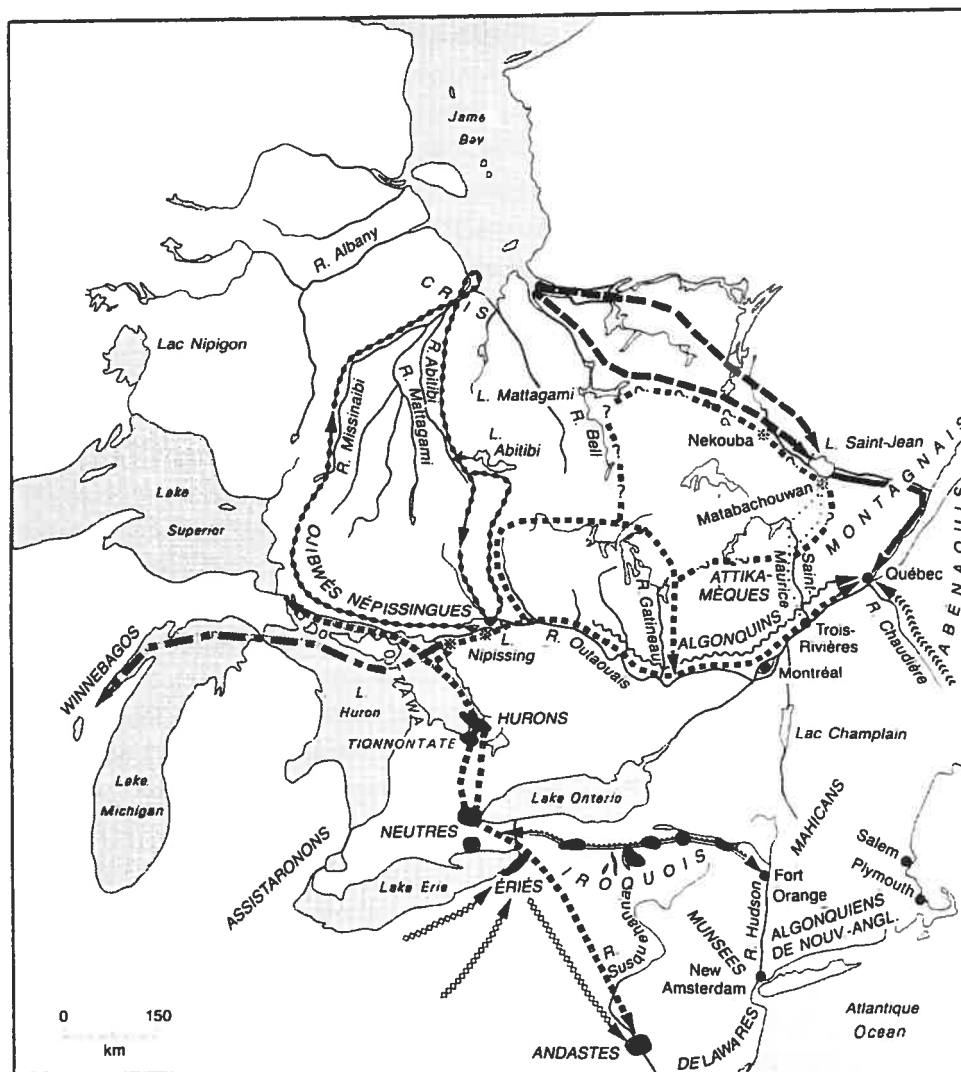 Jame
Bay
R. Albany
CRIS
Lac Nipigon
R. Missinaibi
R. Mattagami
R. Abitibi
L. Mattagami
R. Bell
L.
Abitibi
Nekouba
L. Saint-Jean
Matabachouwan
MONTAGNAIS
ABÉNAQUIS
Lake
Superior
OJIBWÉS
NÉPISSINGUES
ATTIKA-
MÈQUES
Saint
Maurice
Québec
R. Chaudière
R. Gatineau
ALGONQUINS
Trois-
Rivières
L.
Nipissing
R. Outaouais
Montréal
WINNEBAGOS
OTTAWA
L.
Huron
HURONS
TIONNONTATE
Lac Champlain
Lake
Michigan
Lake Onterio
NEUTRES
MAHICANS
Salem
Plymouth
ASSISTARONONS
IROQUOIS
Lake Erie
ÉRIÉS
Fort
Orange
R.
Susquehanna
MUNSEES
R. Hudson
ALGONQUIENS
DE NOUV-ANGL.
New
Amsterdam
Atlantique
Ocean
DELAWARES
ANDASTES
0 150
km
? ? ? ?